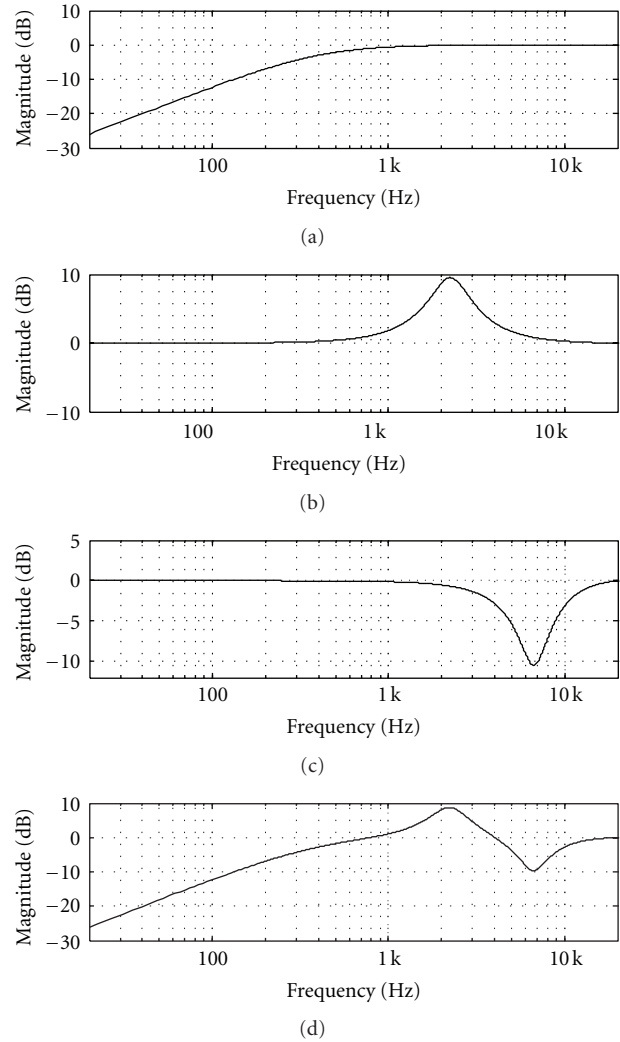 Magnitude (dB)
10
0
−10
−20
−30
100
1 k
10 k
Frequency (Hz)
(a)
Magnitude (dB)
10
0
−10
100
1 k
10 k
Frequency (Hz)
(b)
Magnitude (dB)
5
0
−5
−10
100
1 k
10 k
Frequency (Hz)
(c)
Magnitude (dB)
10
0
−10
−20
−30
100
1 k
10 k
Frequency (Hz)
(d)